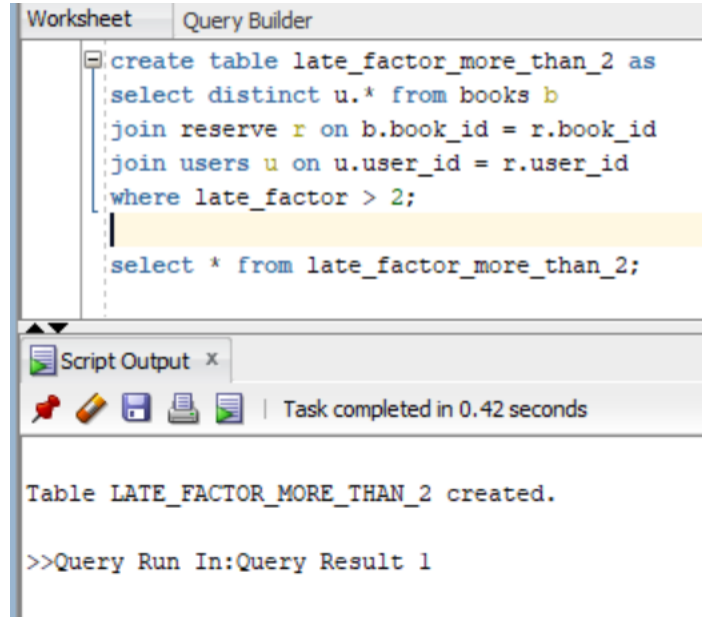 Worksheet Query Builder
create table late_factor_more_than_2 as
select distinct u.* from books b
join reserve r on b.book_id = r.book_id
join users u on u.user_id = r.user_id
where late_factor > 2;
select * from late_factor_more_than_2;
Script Output x
Task completed in 0.42 seconds
Table LATE_FACTOR_MORE_THAN_2 created.
>>Query Run In:Query Result 1